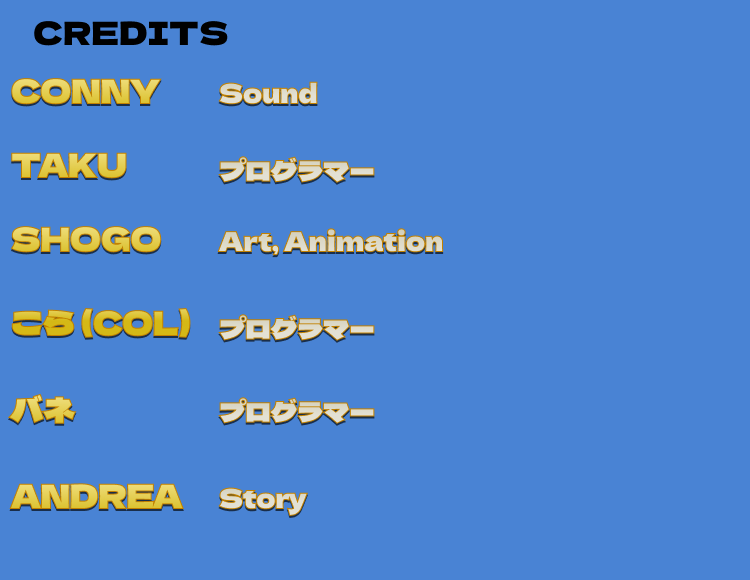 CREDITS
CONNY Sound
TAKU プログラマー
SHOGO Art, Animation
こら (COL) プログラマー
バネ プログラマー
ANDREA Story